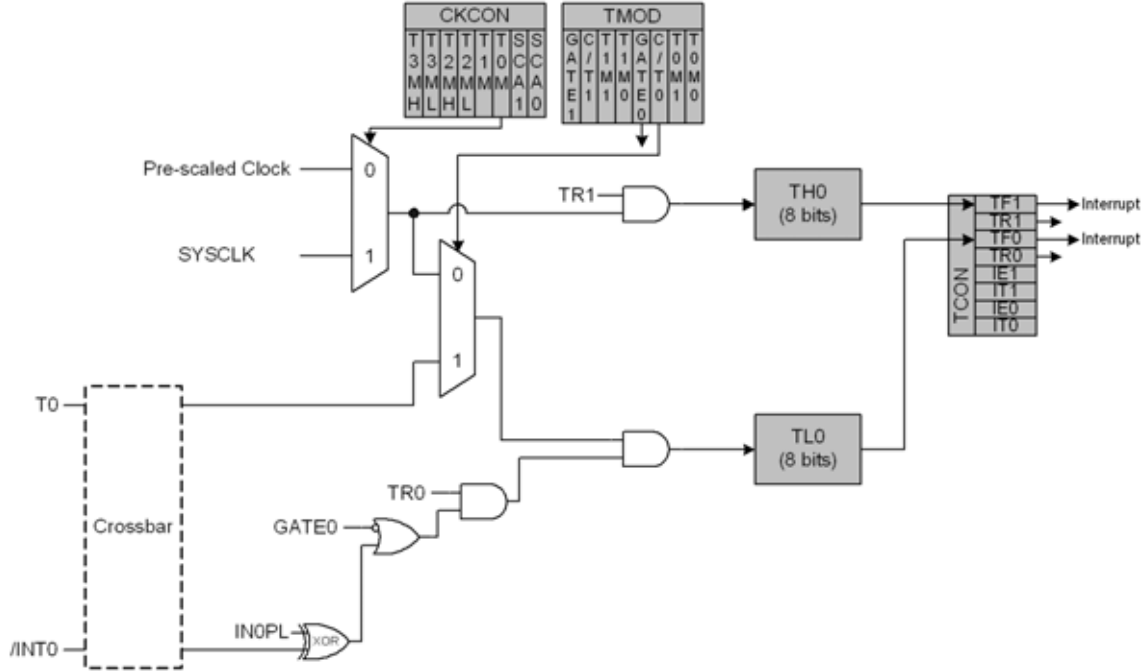 CKCON
T3MH
T3ML
T2MH
T2ML
T1M
T0M
SCA1
SCA0
TMOD
GATE1
C/T1
T1M1
T1M0
GATE0
C/T0
T0M1
T0M0
Pre-scaled Clock
0
SYSCLK
1
TR1
TH0
(8 bits)
TCON
TF1
TR1
TF0
TR0
IE1
IT1
IE0
IT0
Interrupt
Interrupt
0
1
T0
Crossbar
/INT0
TL0
(8 bits)
TR0
GATE0
IN0PL
XOR